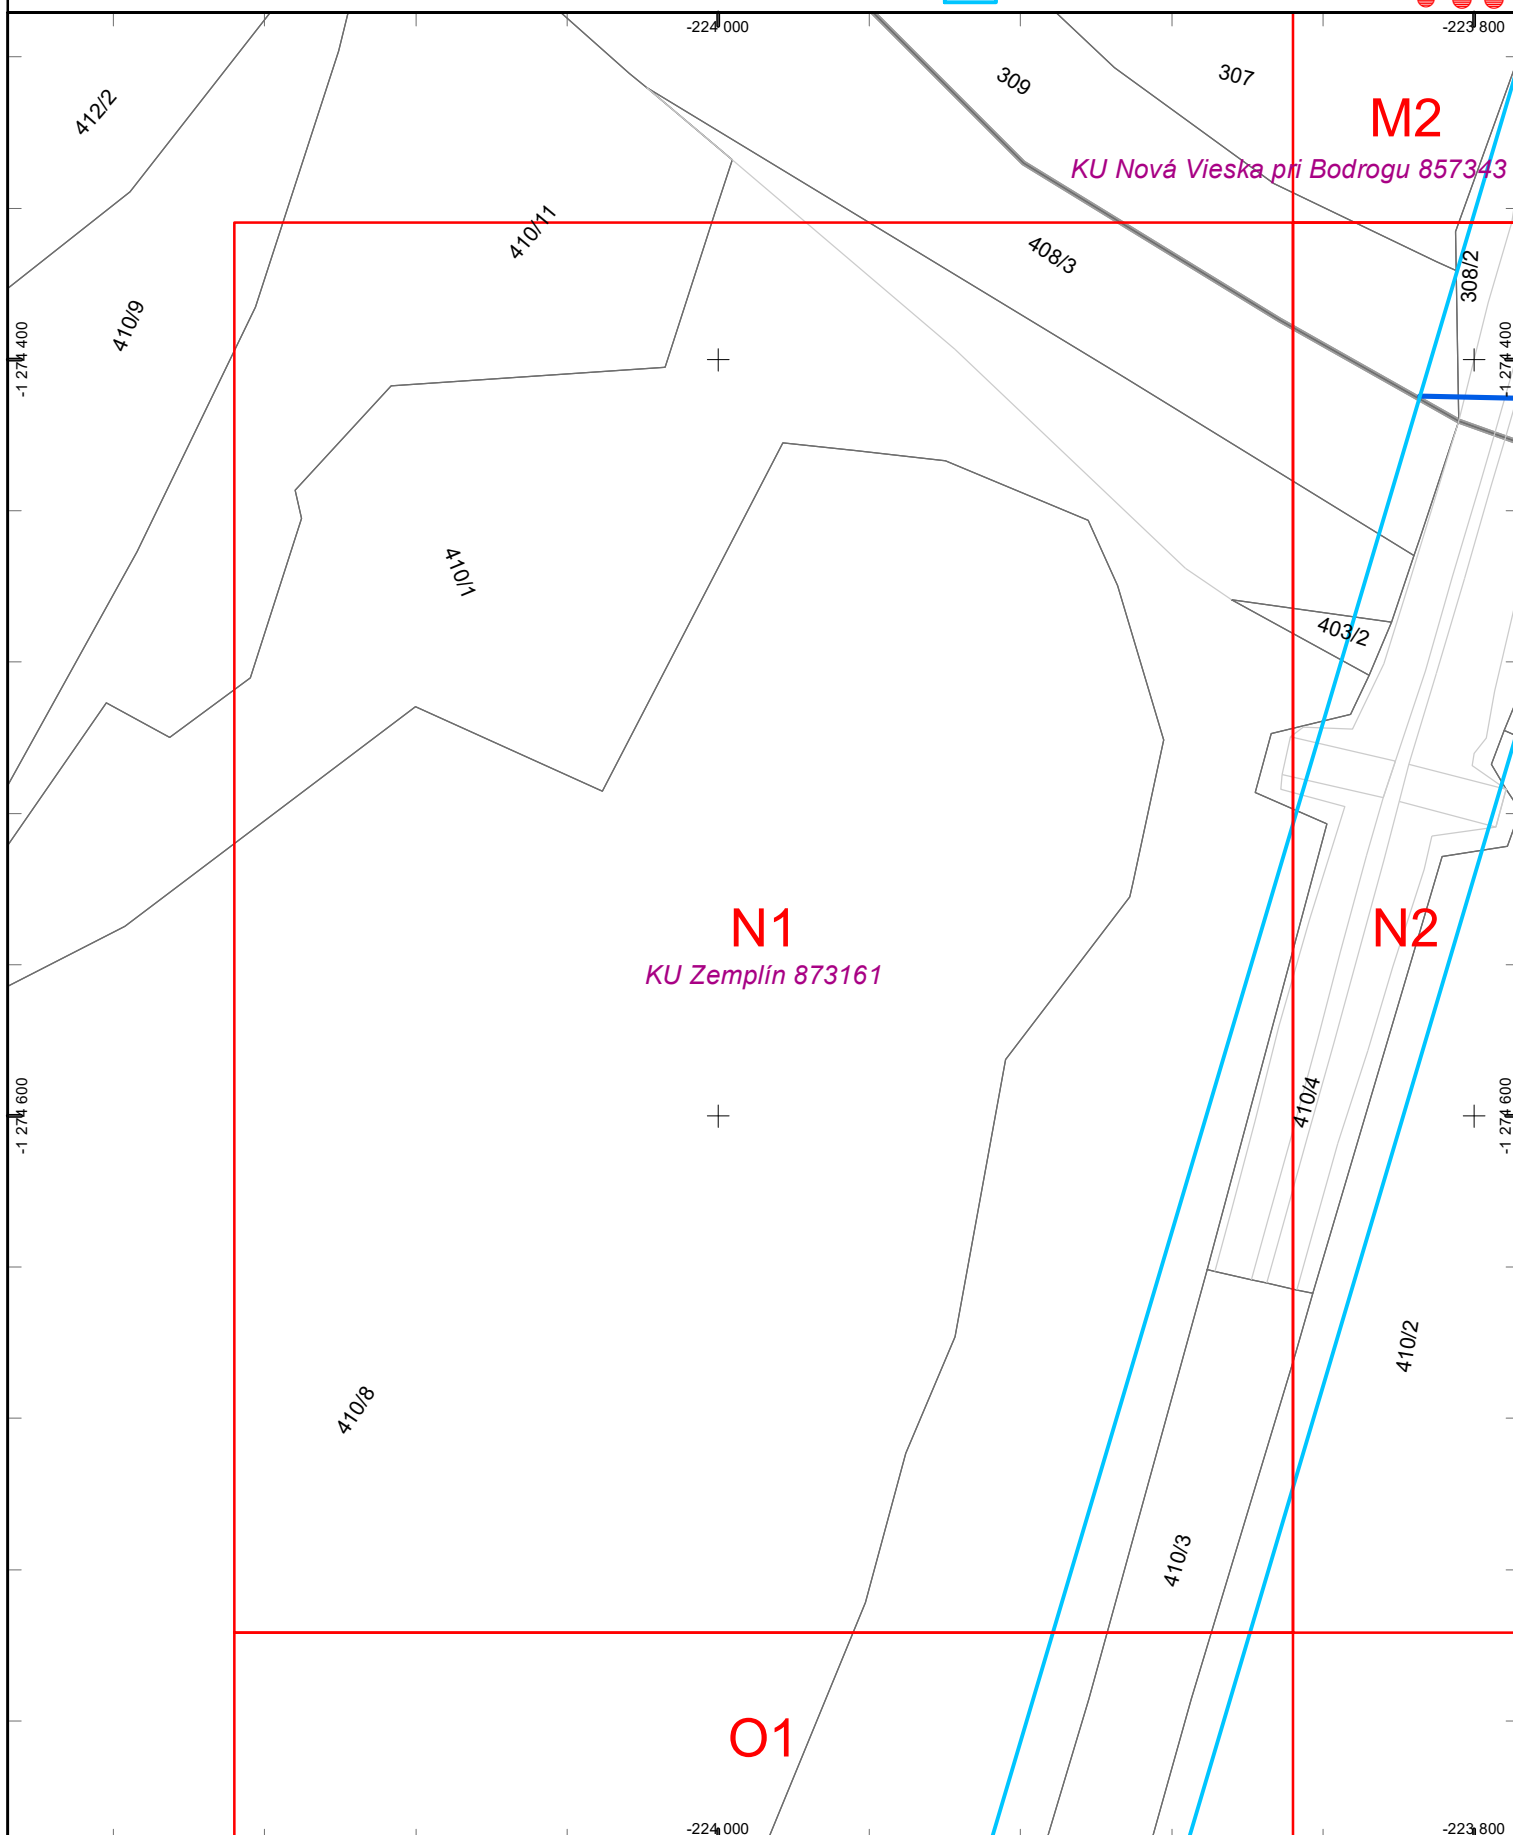 -224 000
-223 800
412/2
309
307
M2
KU Nová Vieska pri Bodrogu 857343
410/11
408/3
308/2
410/9
-1 274 400
-1 274 400
410/1
403/2
N1
N2
KU Zemplín 873161
-1 274 600
410/4
-1 274 600
410/2
410/8
410/3
O1
-224 000
-223 800